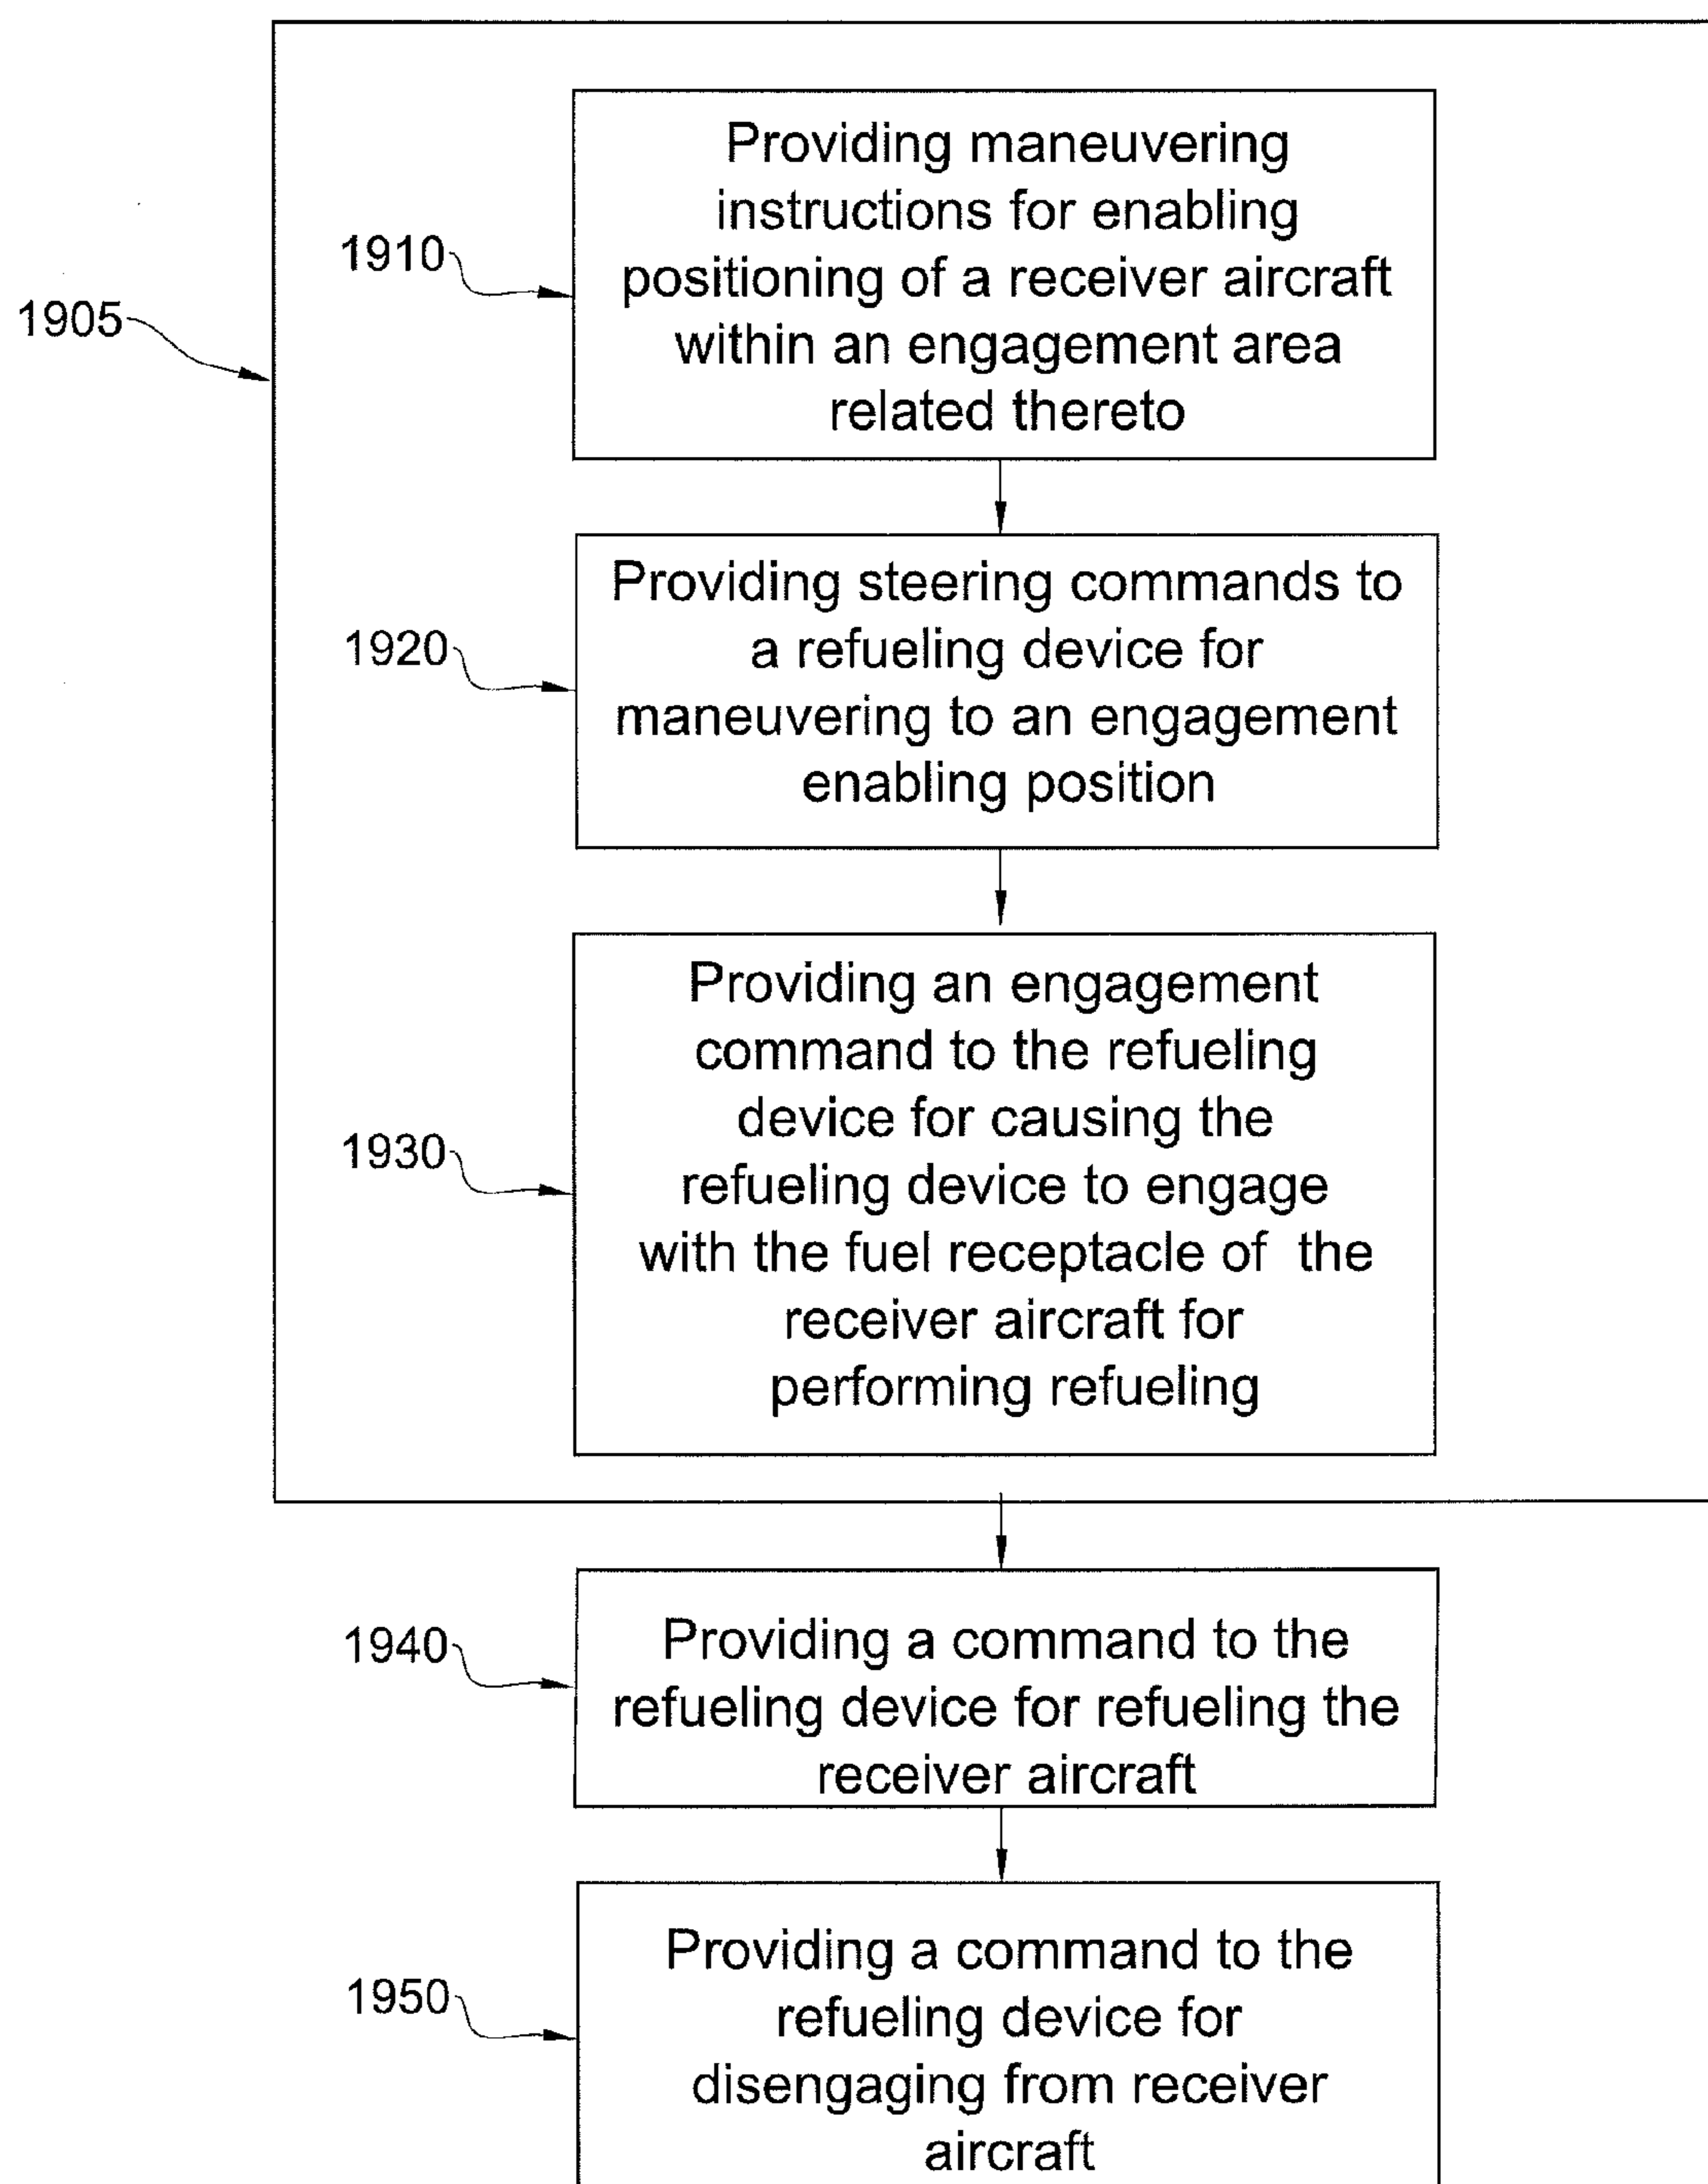 1905
1910
Providing maneuvering
instructions for enabling
positioning of a receiver aircraft
within an engagement area
related thereto
1920
Providing steering commands to
a refueling device for
maneuvering to an engagement
enabling position
1930
Providing an engagement
command to the refueling
device for causing the
refueling device to engage
with the fuel receptacle of the
receiver aircraft for
performing refueling
1940
Providing a command to the
refueling device for refueling the
receiver aircraft
1950
Providing a command to the
refueling device for
disengaging from receiver
aircraft